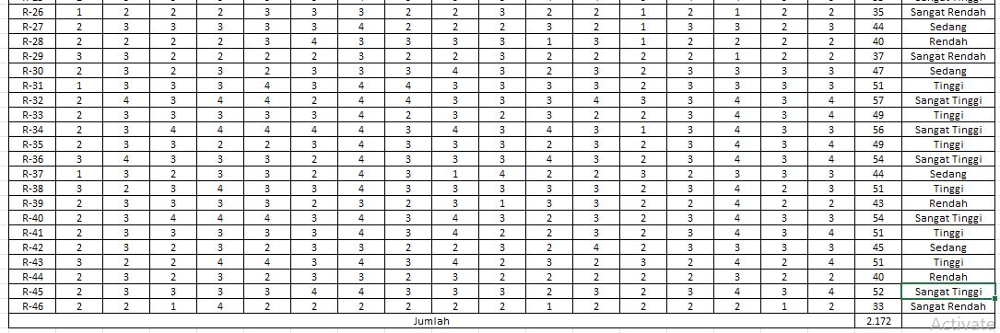 R-26 1 2 2 2 3 3 3 2 2 3 2 2 1 2 1 2 2 35 Sangat Rendah
R-27 2 3 3 3 3 3 4 2 2 2 3 2 1 3 3 2 3 44 Sedang
R-28 2 2 2 2 3 4 3 3 3 3 1 3 1 2 2 2 2 40 Rendah
R-29 3 3 2 2 2 2 3 2 2 3 2 2 2 2 1 2 2 37 Sangat Rendah
R-30 2 3 2 3 2 3 3 3 4 3 2 3 2 3 3 3 3 47 Sedang
R-31 1 3 3 3 4 3 4 4 3 3 3 3 2 3 3 3 3 51 Tinggi
R-32 2 4 3 4 4 2 4 4 3 3 3 4 3 3 4 3 4 57 Sangat Tinggi
R-33 2 3 3 3 3 3 4 2 3 2 3 2 2 3 4 3 4 49 Tinggi
R-34 2 3 4 4 4 4 4 3 4 3 4 3 1 3 4 3 3 56 Sangat Tinggi
R-35 2 3 3 2 2 3 4 3 3 3 2 3 2 3 4 3 4 49 Tinggi
R-36 3 4 3 3 3 2 4 3 3 3 4 3 2 3 4 3 4 54 Sangat Tinggi
R-37 1 3 2 3 3 2 4 3 1 4 2 2 3 2 3 3 3 44 Sedang
R-38 3 2 3 4 3 3 4 3 3 3 3 3 2 3 4 2 3 51 Tinggi
R-39 2 3 3 3 3 2 3 2 3 1 3 3 2 2 4 2 2 43 Rendah
R-40 2 3 4 4 4 3 4 3 4 3 2 3 2 3 4 3 3 54 Sangat Tinggi
R-41 2 3 3 3 3 3 4 3 4 2 2 3 2 3 4 3 4 51 Tinggi
R-42 2 3 2 3 2 3 3 2 2 3 2 4 2 3 3 3 3 45 Sedang
R-43 3 2 2 4 4 3 4 3 4 2 3 2 3 2 4 2 4 51 Tinggi
R-44 2 3 2 3 2 3 3 2 3 2 2 2 2 2 3 2 2 40 Rendah
R-45 2 3 3 3 3 4 4 3 3 3 2 3 2 3 4 3 4 52 Sangat Tinggi
R-46 2 2 1 4 2 2 2 2 2 2 1 2 2 2 2 1 2 33 Sangat Rendah
Jumlah 2.172
Activate